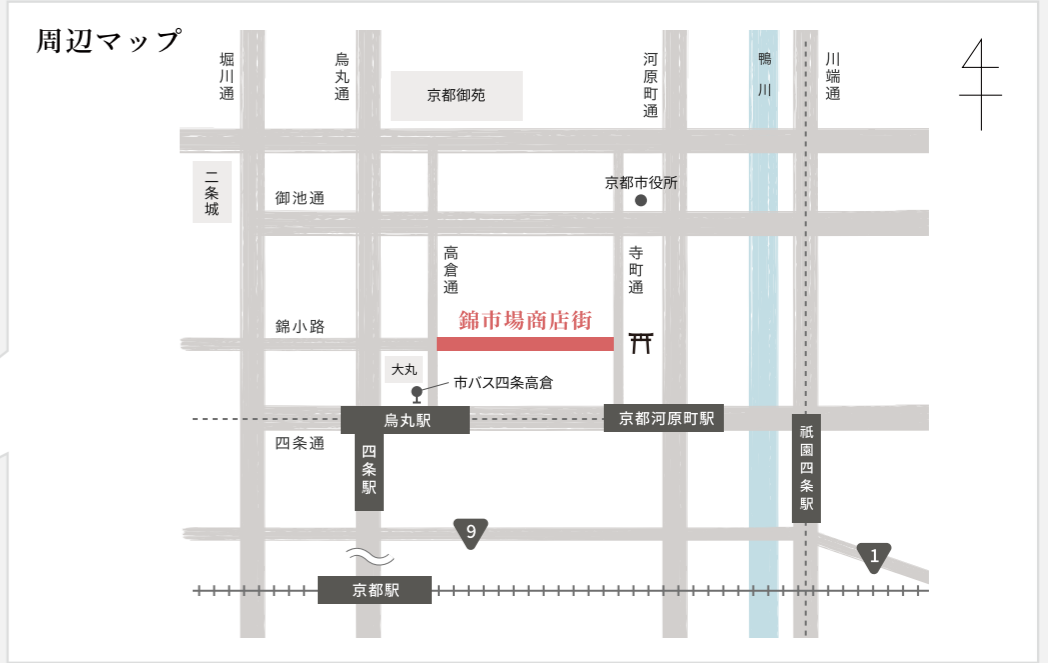 周辺マップ
堀川通
烏丸通
京都御苑
河原町通
鴨川
川端通
二条城
御池通
京都市役所
高倉通
寺町通
錦小路
錦市場商店街
大丸
市バス四条高倉
烏丸駅
京都河原町駅
四条通
四条駅
祇園四条駅
9
1
京都駅